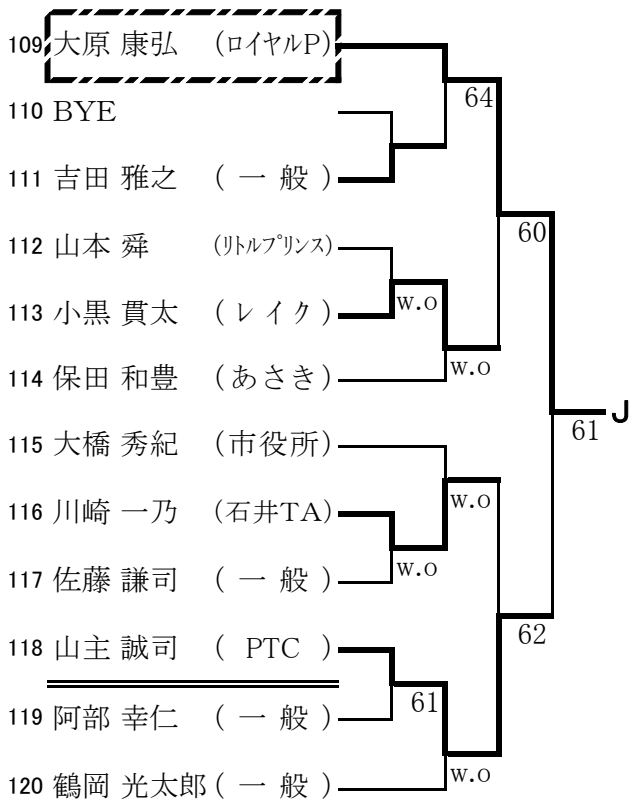 109 大原 康弘 (ロイヤルP)
64
110 BYE
111 吉田 雅之 ( 一 般 )
60
112 山本 舜 (リトルプリンス)
w.o
113 小黒 貫太 ( レ イ ク )
w.o
114 保田 和豊 ( あさき )
J
61
115 大橋 秀紀 ( 市役所 )
w.o
116 川崎 一乃 (石井TA)
w.o
117 佐藤 謙司 ( 一 般 )
62
118 山主 誠司 ( PTC )
61
119 阿部 幸仁 ( 一 般 )
w.o
120 鶴岡 光太郎 ( 一 般 )